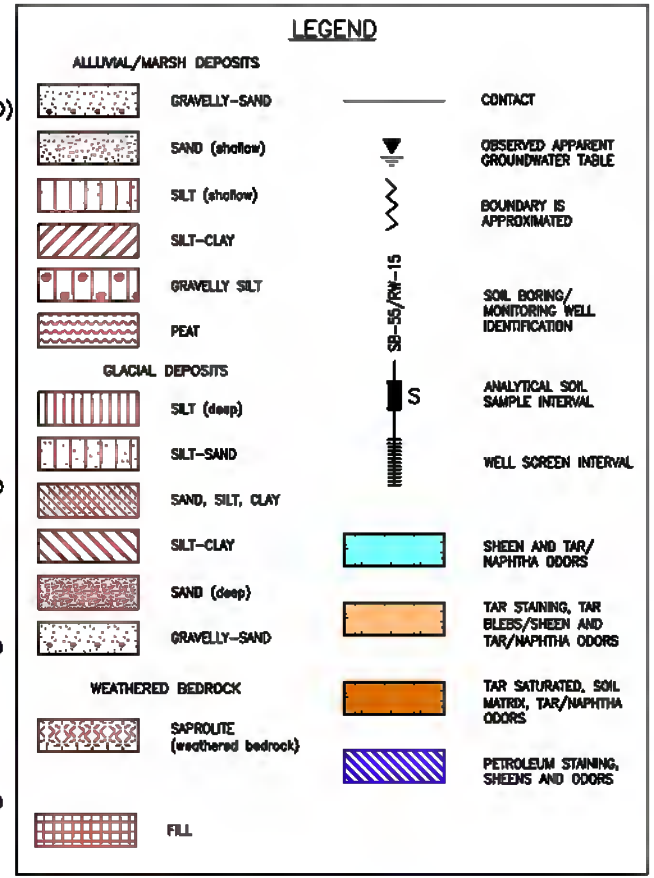 LEGEND
ALLUVIAL/MARSH DEPOSITS
GRAVELLY-SAND
SAND (shallow)
SILT (shallow)
SILT-CLAY
GRAVELLY SILT
PEAT
GLACIAL DEPOSITS
SILT (deep)
SILT-SAND
SAND, SILT, CLAY
SILT-CLAY
SAND (deep)
GRAVELLY-SAND
WEATHERED BEDROCK
SAPROLITE
(weathered bedrock)
FILL
CONTACT
OBSERVED APPARENT
GROUNDWATER TABLE
BOUNDARY IS
APPROXIMATED
SB-55/RW-15
SOIL BORING/
MONITORING WELL
IDENTIFICATION
S
ANALYTICAL SOIL
SAMPLE INTERVAL
WELL SCREEN INTERVAL
SHEEN AND TAR/
NAPHTHA ODORS
TAR STAINING, TAR
BLEBS/SHEEN AND
TAR/NAPHTHA ODORS
TAR SATURATED, SOIL
MATRIX, TAR/NAPHTHA
ODORS
PETROLEUM STAINING,
SHEENS AND ODORS